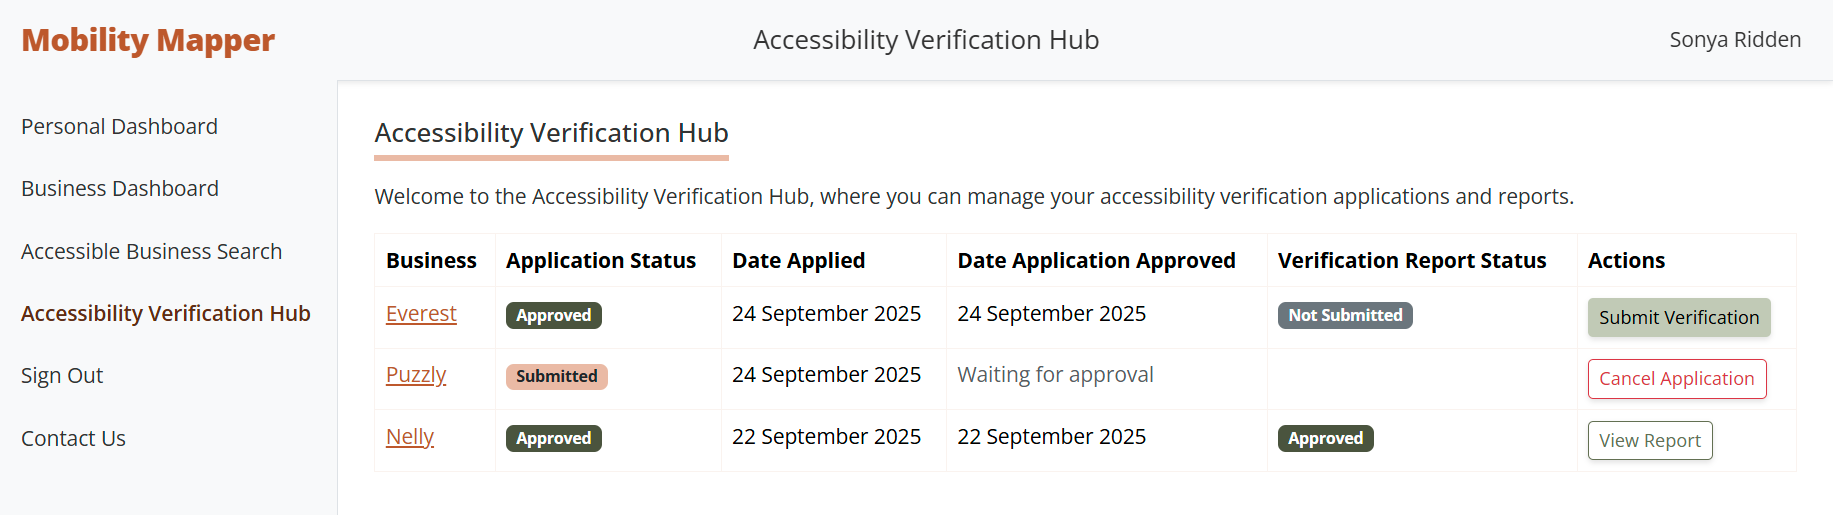 Mobility Mapper
Accessibility Verification Hub
Sonya Ridden
Personal Dashboard
Business Dashboard
Accessible Business Search
Accessibility Verification Hub
Sign Out
Contact Us
Accessibility Verification Hub
Welcome to the Accessibility Verification Hub, where you can manage your accessibility verification applications and reports.
Business Application Status Date Applied Date Application Approved Verification Report Status Actions
Everest Approved 24 September 2025 24 September 2025 Not Submitted Submit Verification
Puzzly Submitted 24 September 2025 Waiting for approval Cancel Application
Nelly Approved 22 September 2025 22 September 2025 Approved View Report